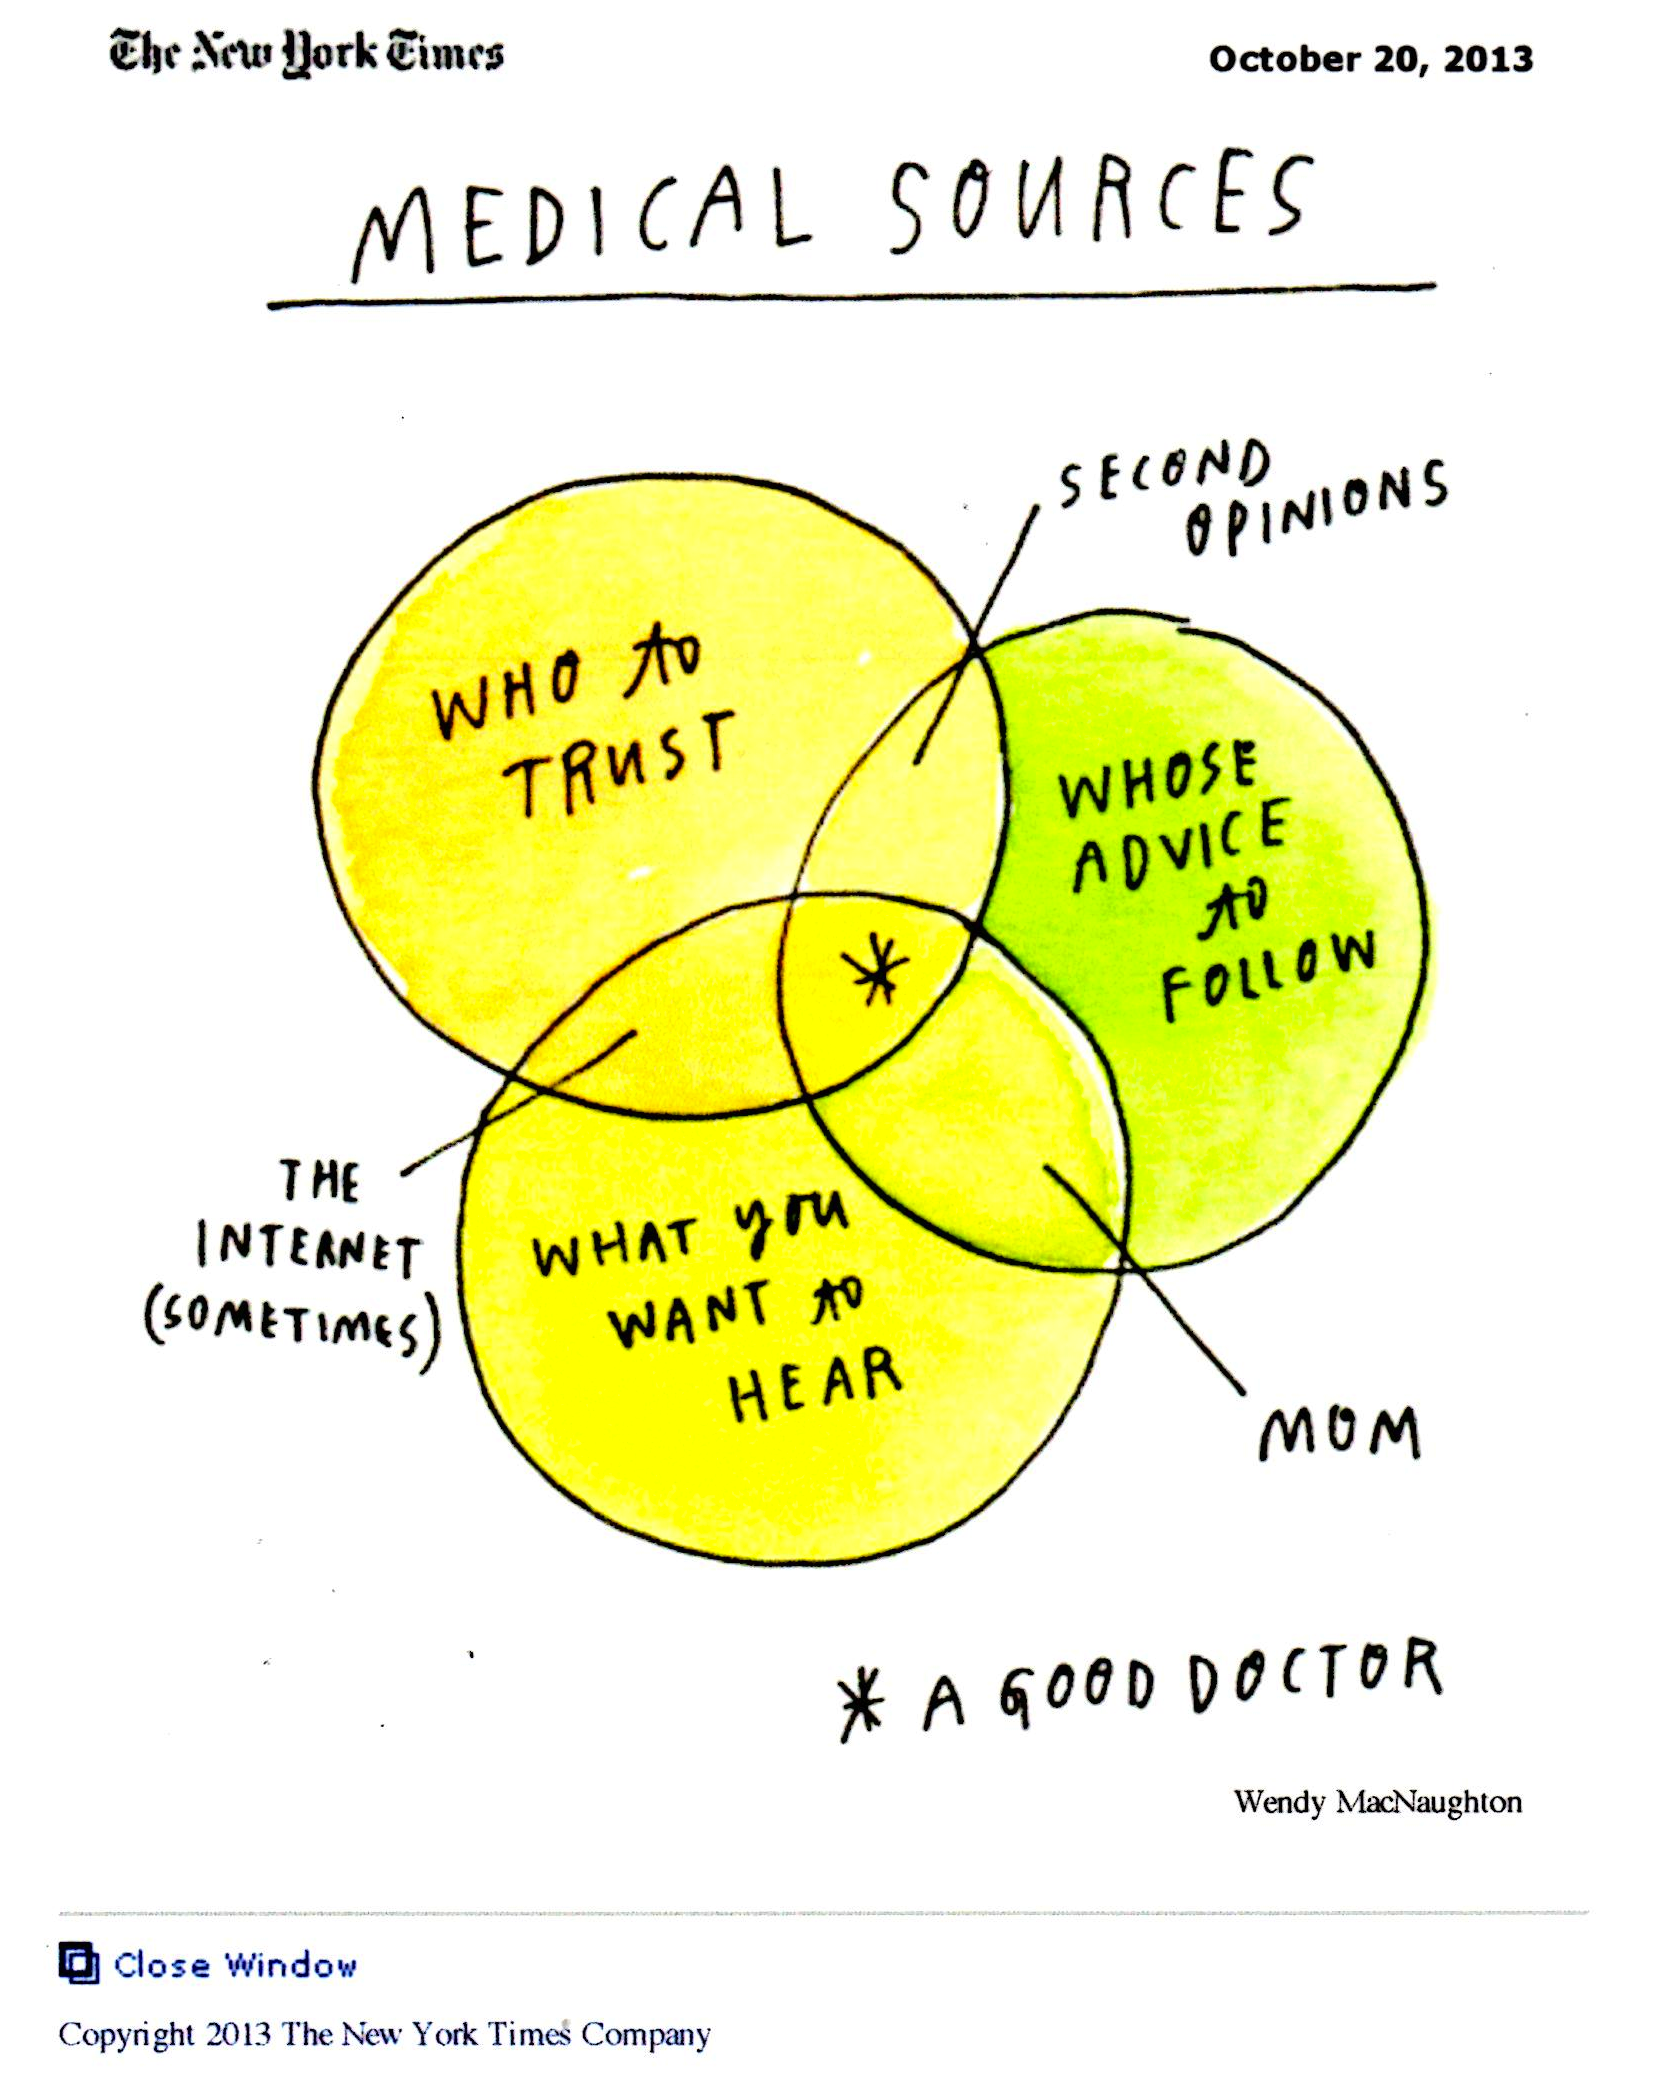 The New York Times
October 20, 2013
MEDICAL SOURCES
SECOND
OPINIONS
WHO to
TRUST
WHOSE
ADVICE
to
FOLLOW
*
THE
INTERNET
(SOMETIMES)
WHAT you
WANT to
HEAR
MOM
* A GOOD DOCTOR
Wendy MacNaughton
Close Window
Copyright 2013 The New York Times Company